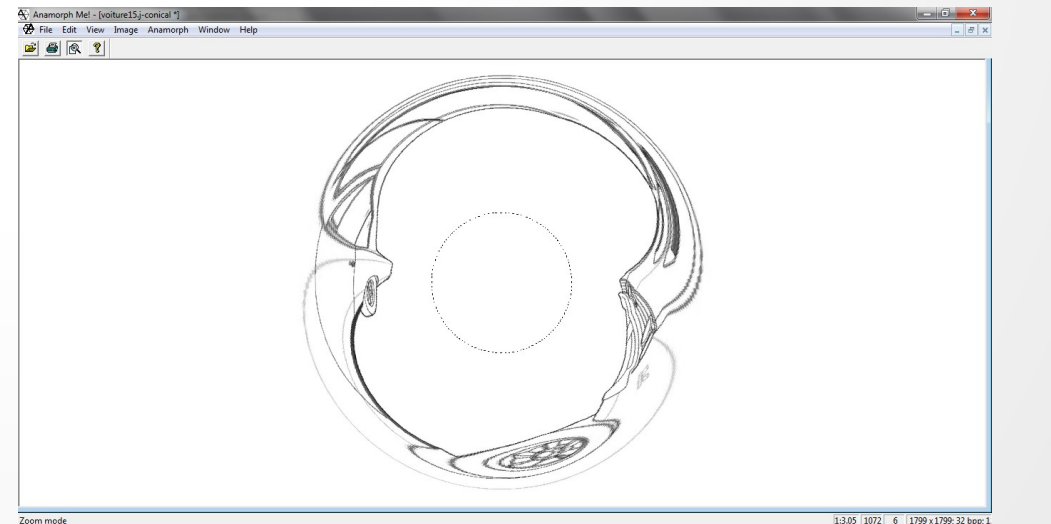 Anamorph Me! - [voiture15.j-conical *]
File Edit View Image Anamorph Window Help
Zoom mode
1:3.05 1072 6 1799 x 1799; 32 bpp; 1